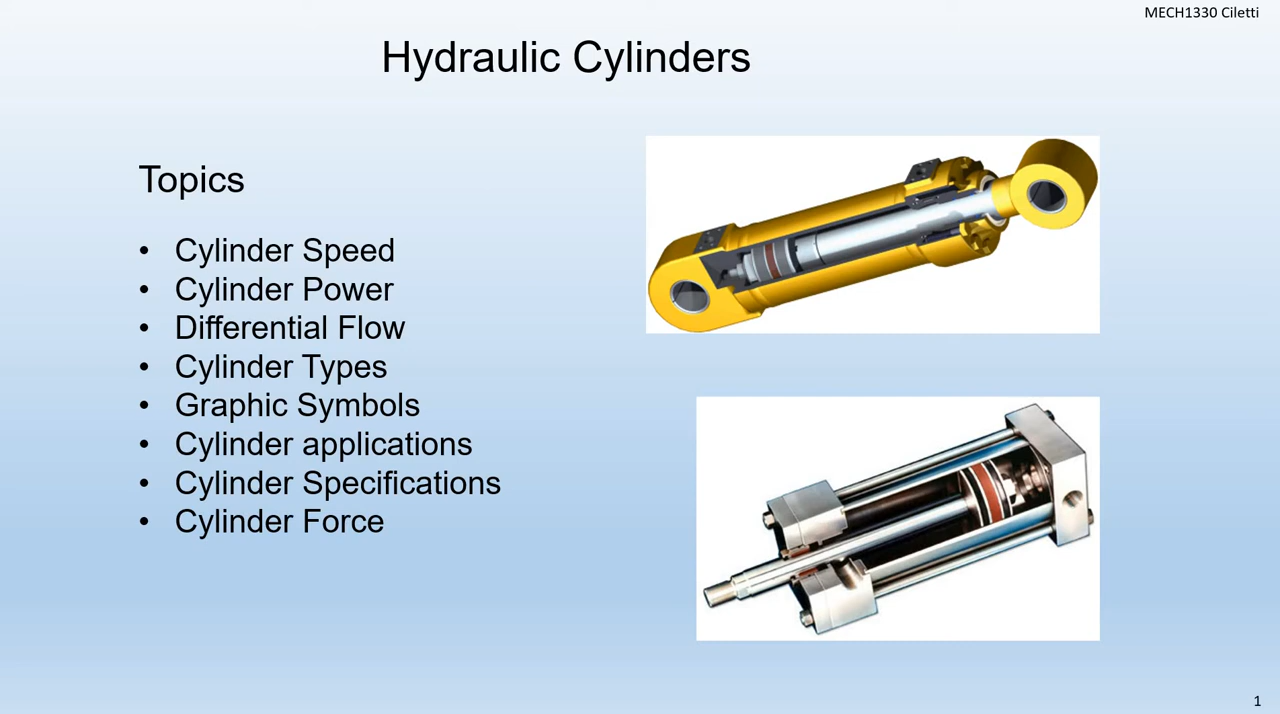 MECH1330 Ciletti
Hydraulic Cylinders
Topics
• Cylinder Speed
• Cylinder Power
• Differential Flow
• Cylinder Types
• Graphic Symbols
• Cylinder applications
• Cylinder Specifications
• Cylinder Force
1